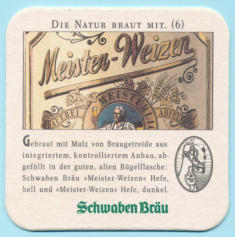 DIE NATUR BRAUT MIT. (6)
Meister-Weizen
MEISTER
Gebraut mit Malz von Braugetreide aus
integriertem, kontrolliertem Anbau, ab-
gefüllt in der guten, alten Bügelflasche:
Schwaben Bräu »Meister-Weizen« Hefe,
hell und »Meister-Weizen« Hefe, dunkel.
Schwaben Bräu